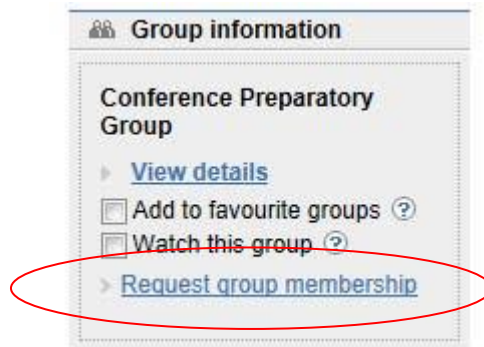 Group information
Conference Preparatory
Group
View details
Add to favourite groups ?
Watch this group ?
Request group membership